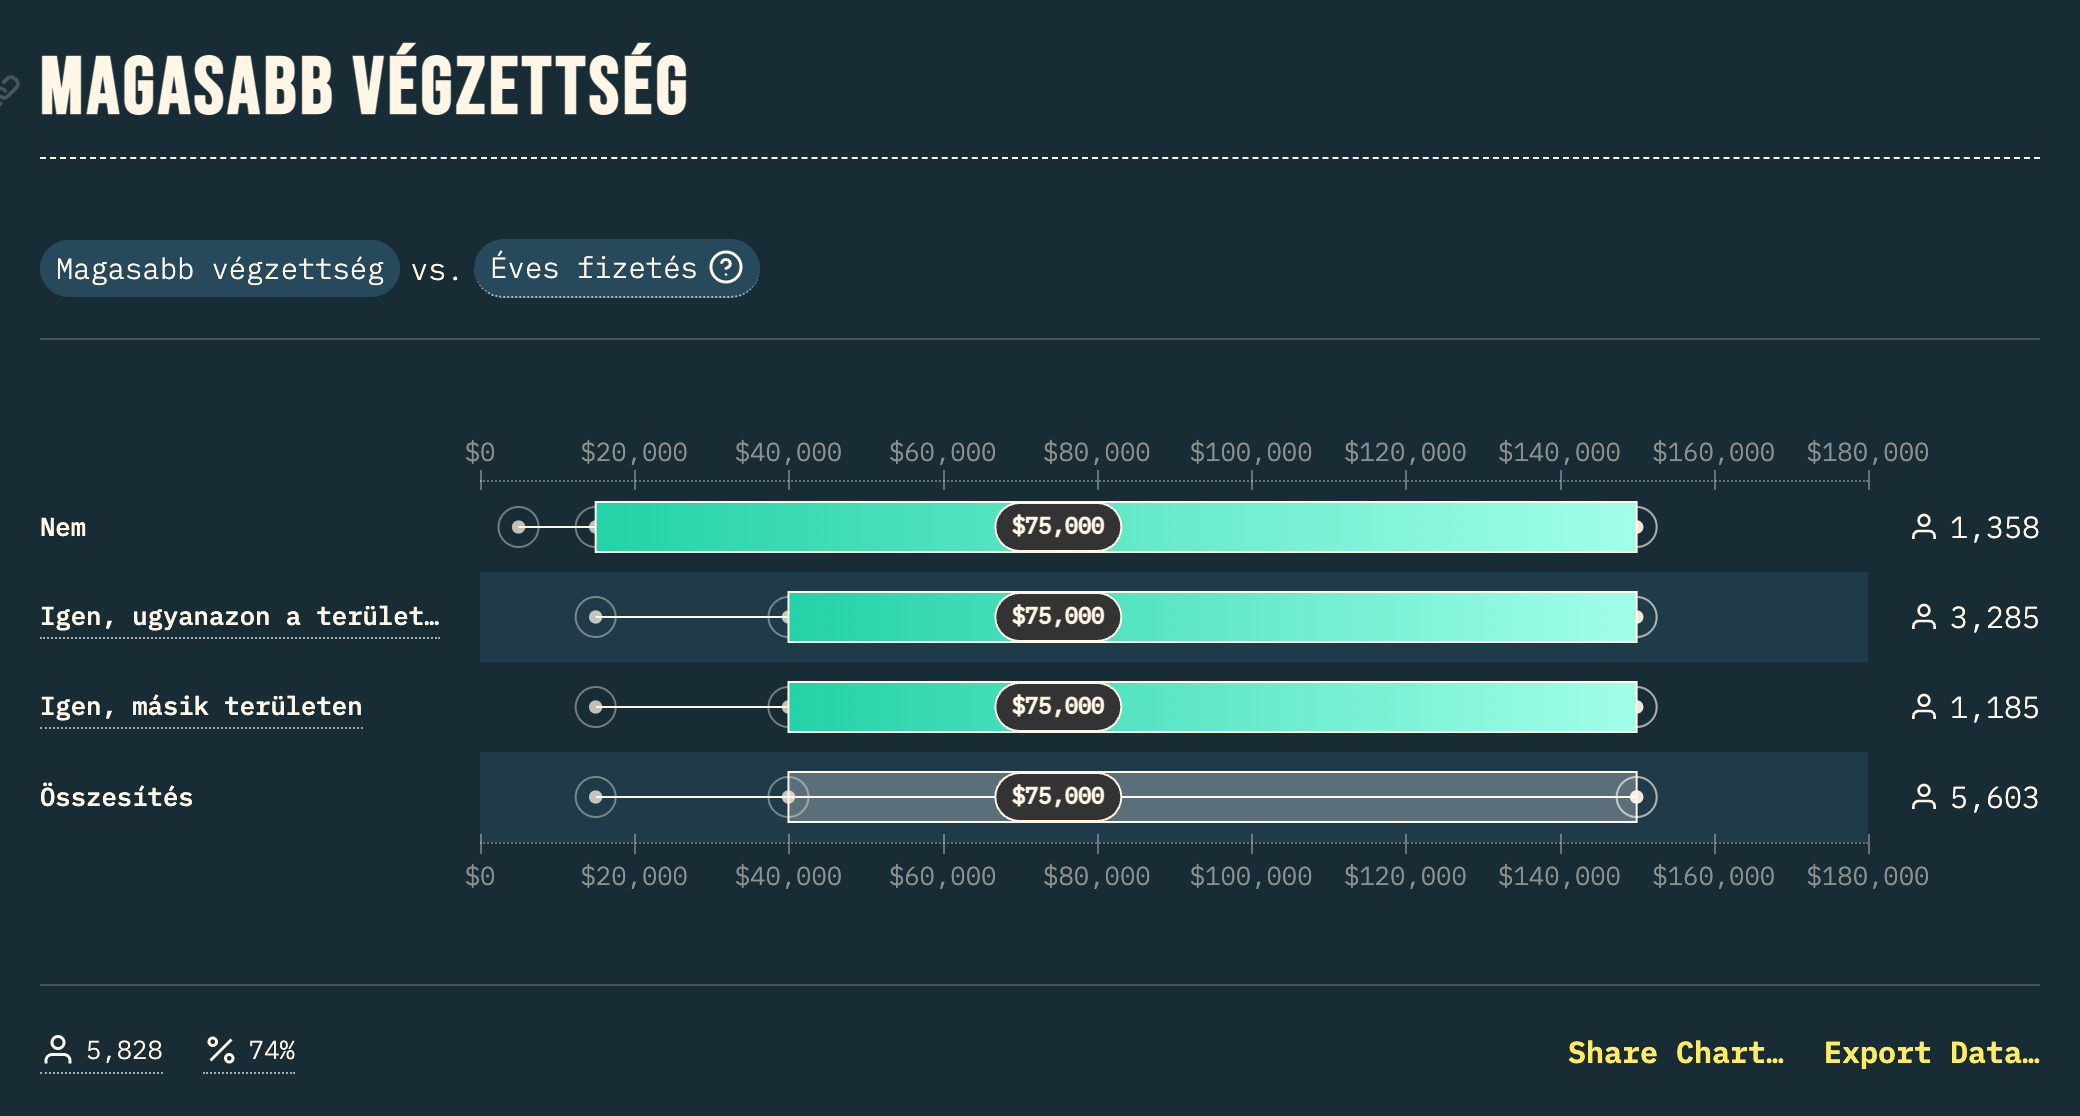 MAGASABB VÉGZETTSÉG
Magasabb végzettség vs. Éves fizetés
$0 $20,000 $40,000 $60,000 $80,000 $100,000 $120,000 $140,000 $160,000 $180,000
Nem $75,000 1,358
Igen, ugyanazon a terület… $75,000 3,285
Igen, másik területen $75,000 1,185
Összesítés $75,000 5,603
$0 $20,000 $40,000 $60,000 $80,000 $100,000 $120,000 $140,000 $160,000 $180,000
5,828 74% Share Chart… Export Data…